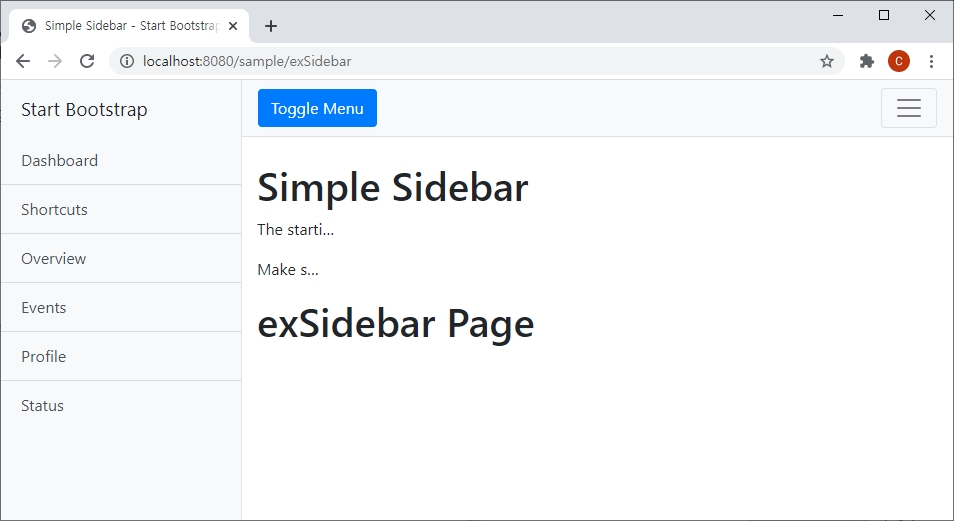 Simple Sidebar - Start Bootstrap
localhost:8080/sample/exSidebar
C
Start Bootstrap
Toggle Menu
Dashboard
Shortcuts
Overview
Events
Profile
Status
Simple Sidebar
The starti...
Make s...
exSidebar Page